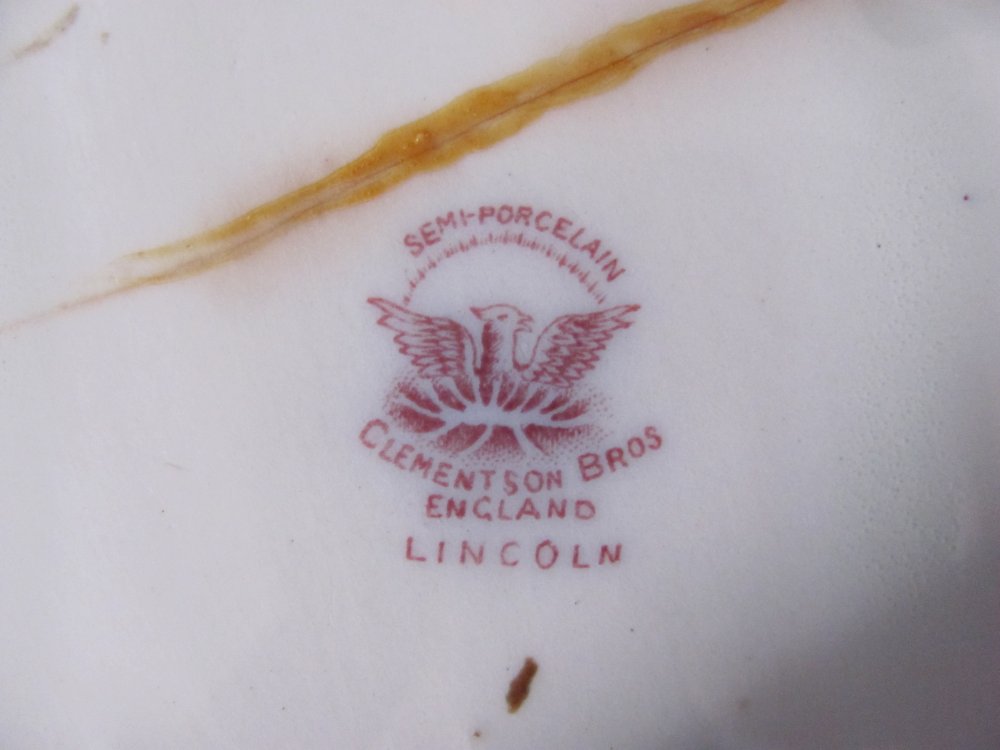 SEMI-PORCELAIN
CLEMENTSON BROS
ENGLAND
LINCOLN